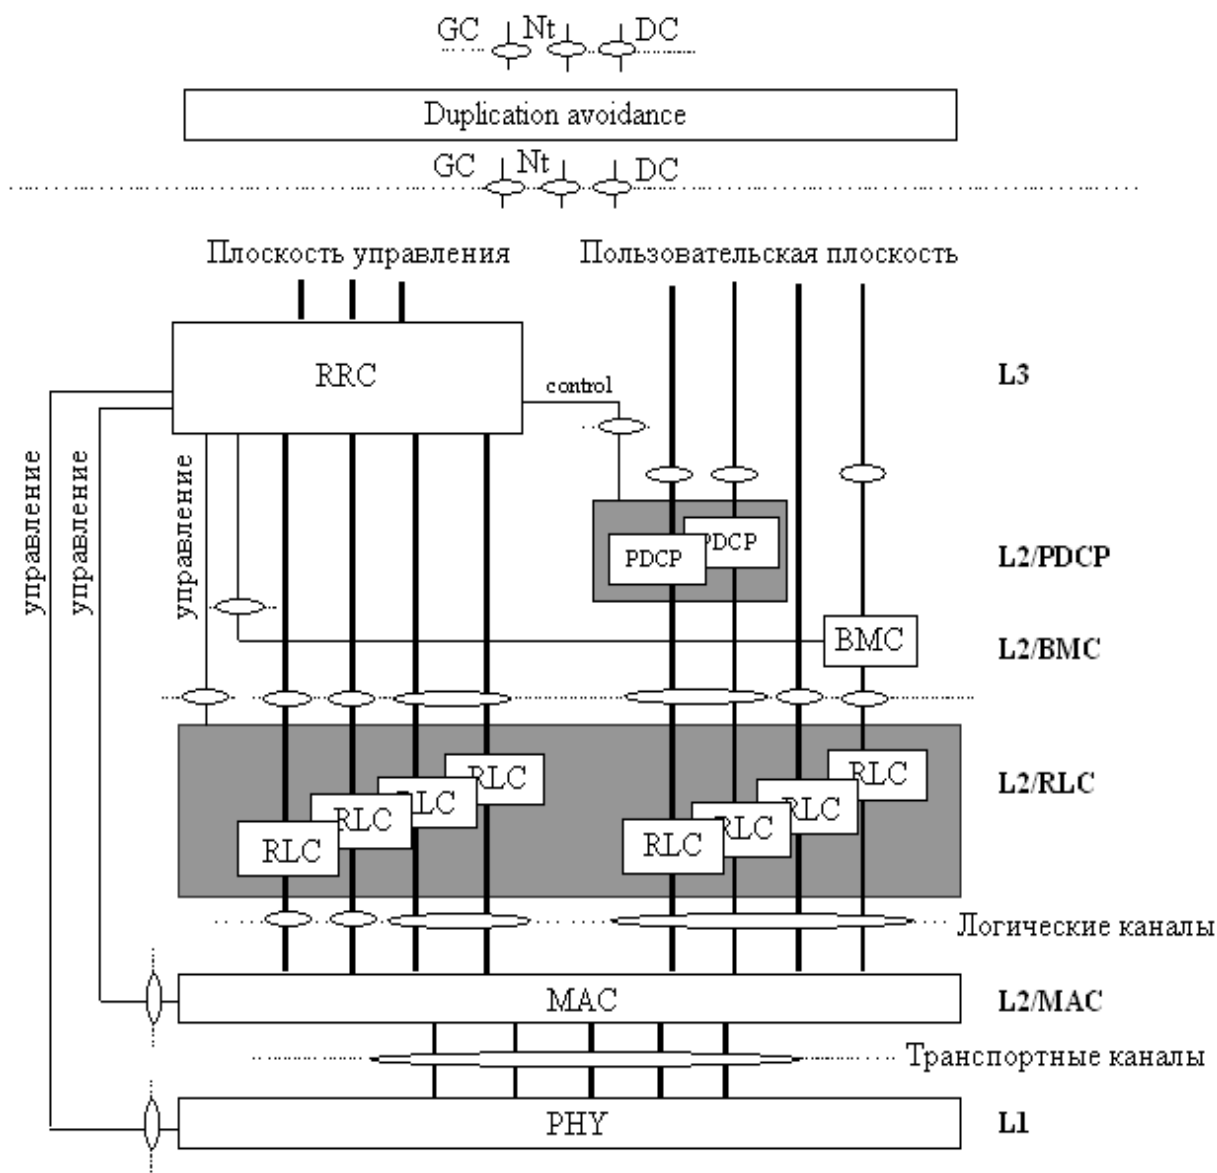 GC Nt DC
Duplication avoidance
GC Nt DC
Плоскость управления Пользовательская плоскость
RRC
control
L3
управление
управление
управление
PDCP
PDCP
L2/PDCP
BMC
L2/BMC
RLC
RLC
RLC
RLC
RLC
RLC
RLC
RLC
L2/RLC
Логические каналы
MAC
L2/MAC
Транспортные каналы
PHY
L1